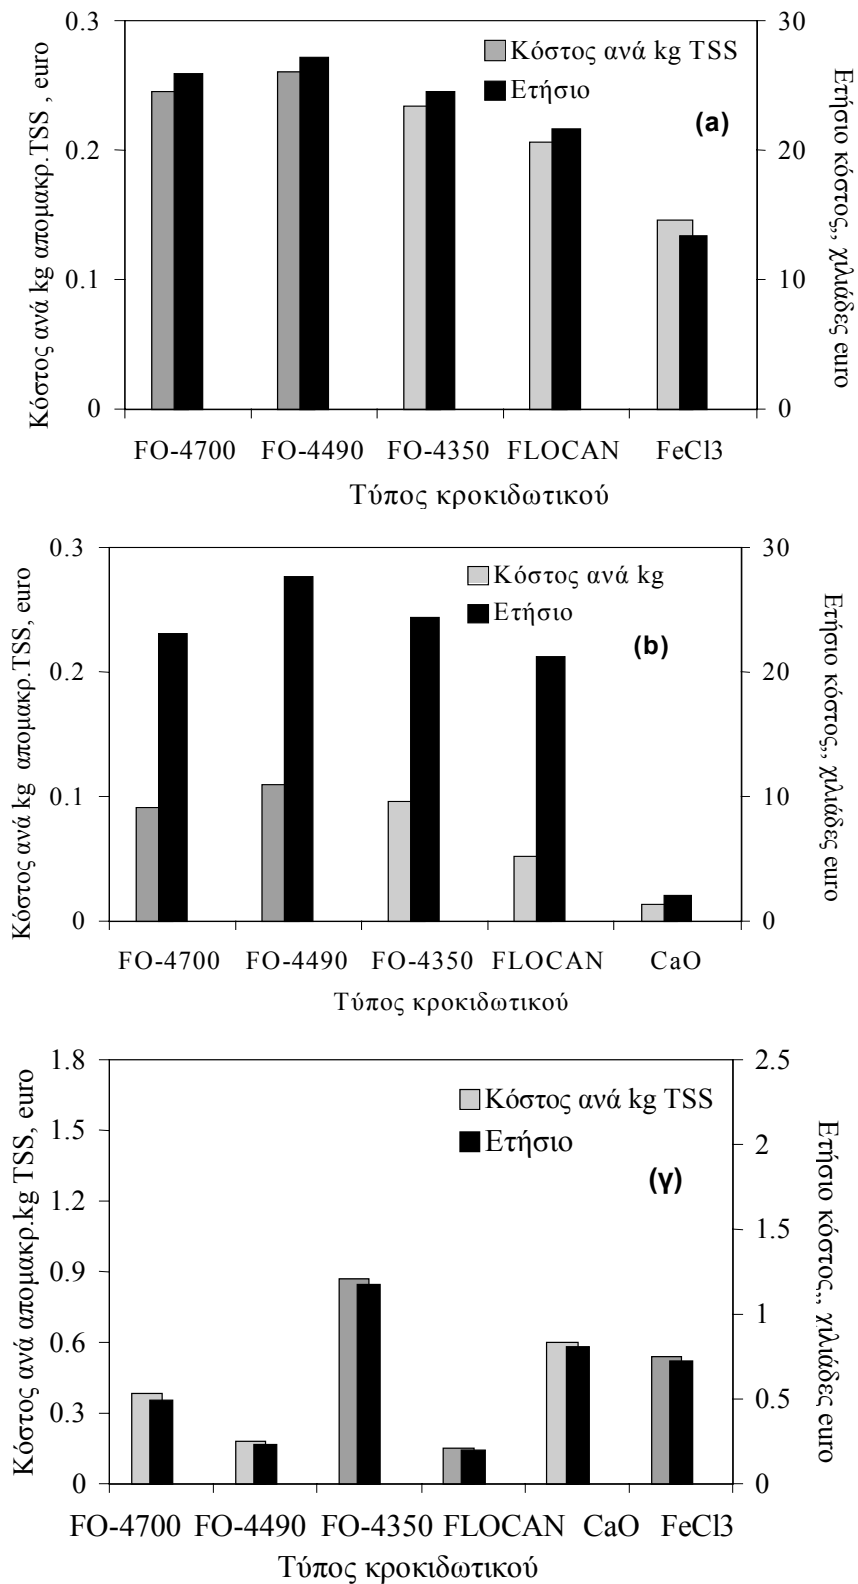 Κόστος ανά kg απομακρ.TSS , euro
0.3
0.2
0.1
0
Κόστος ανά kg TSS
Ετήσιο
(a)
30
20
10
0
Ετήσιο κόστος,, χιλιάδες euro
FO-4700 FO-4490 FO-4350 FLOCAN FeCl3
Τύπος κροκιδωτικού
Κόστος ανά kg απομακρ.TSS, euro
0.3
0.2
0.1
0
Κόστος ανά kg
Ετήσιο
(b)
30
20
10
0
Ετήσιο κόστος,, χιλιάδες euro
FO-4700 FO-4490 FO-4350 FLOCAN CaO
Τύπος κροκιδωτικού
Κόστος ανά απομακρ.kg TSS, euro
1.8
1.5
1.2
0.9
0.6
0.3
0
Κόστος ανά kg TSS
Ετήσιο
(γ)
2.5
2
1.5
1
0.5
0
Ετήσιο κόστος,, χιλιάδες euro
FO-4700 FO-4490 FO-4350 FLOCAN CaO FeCl3
Τύπος κροκιδωτικού